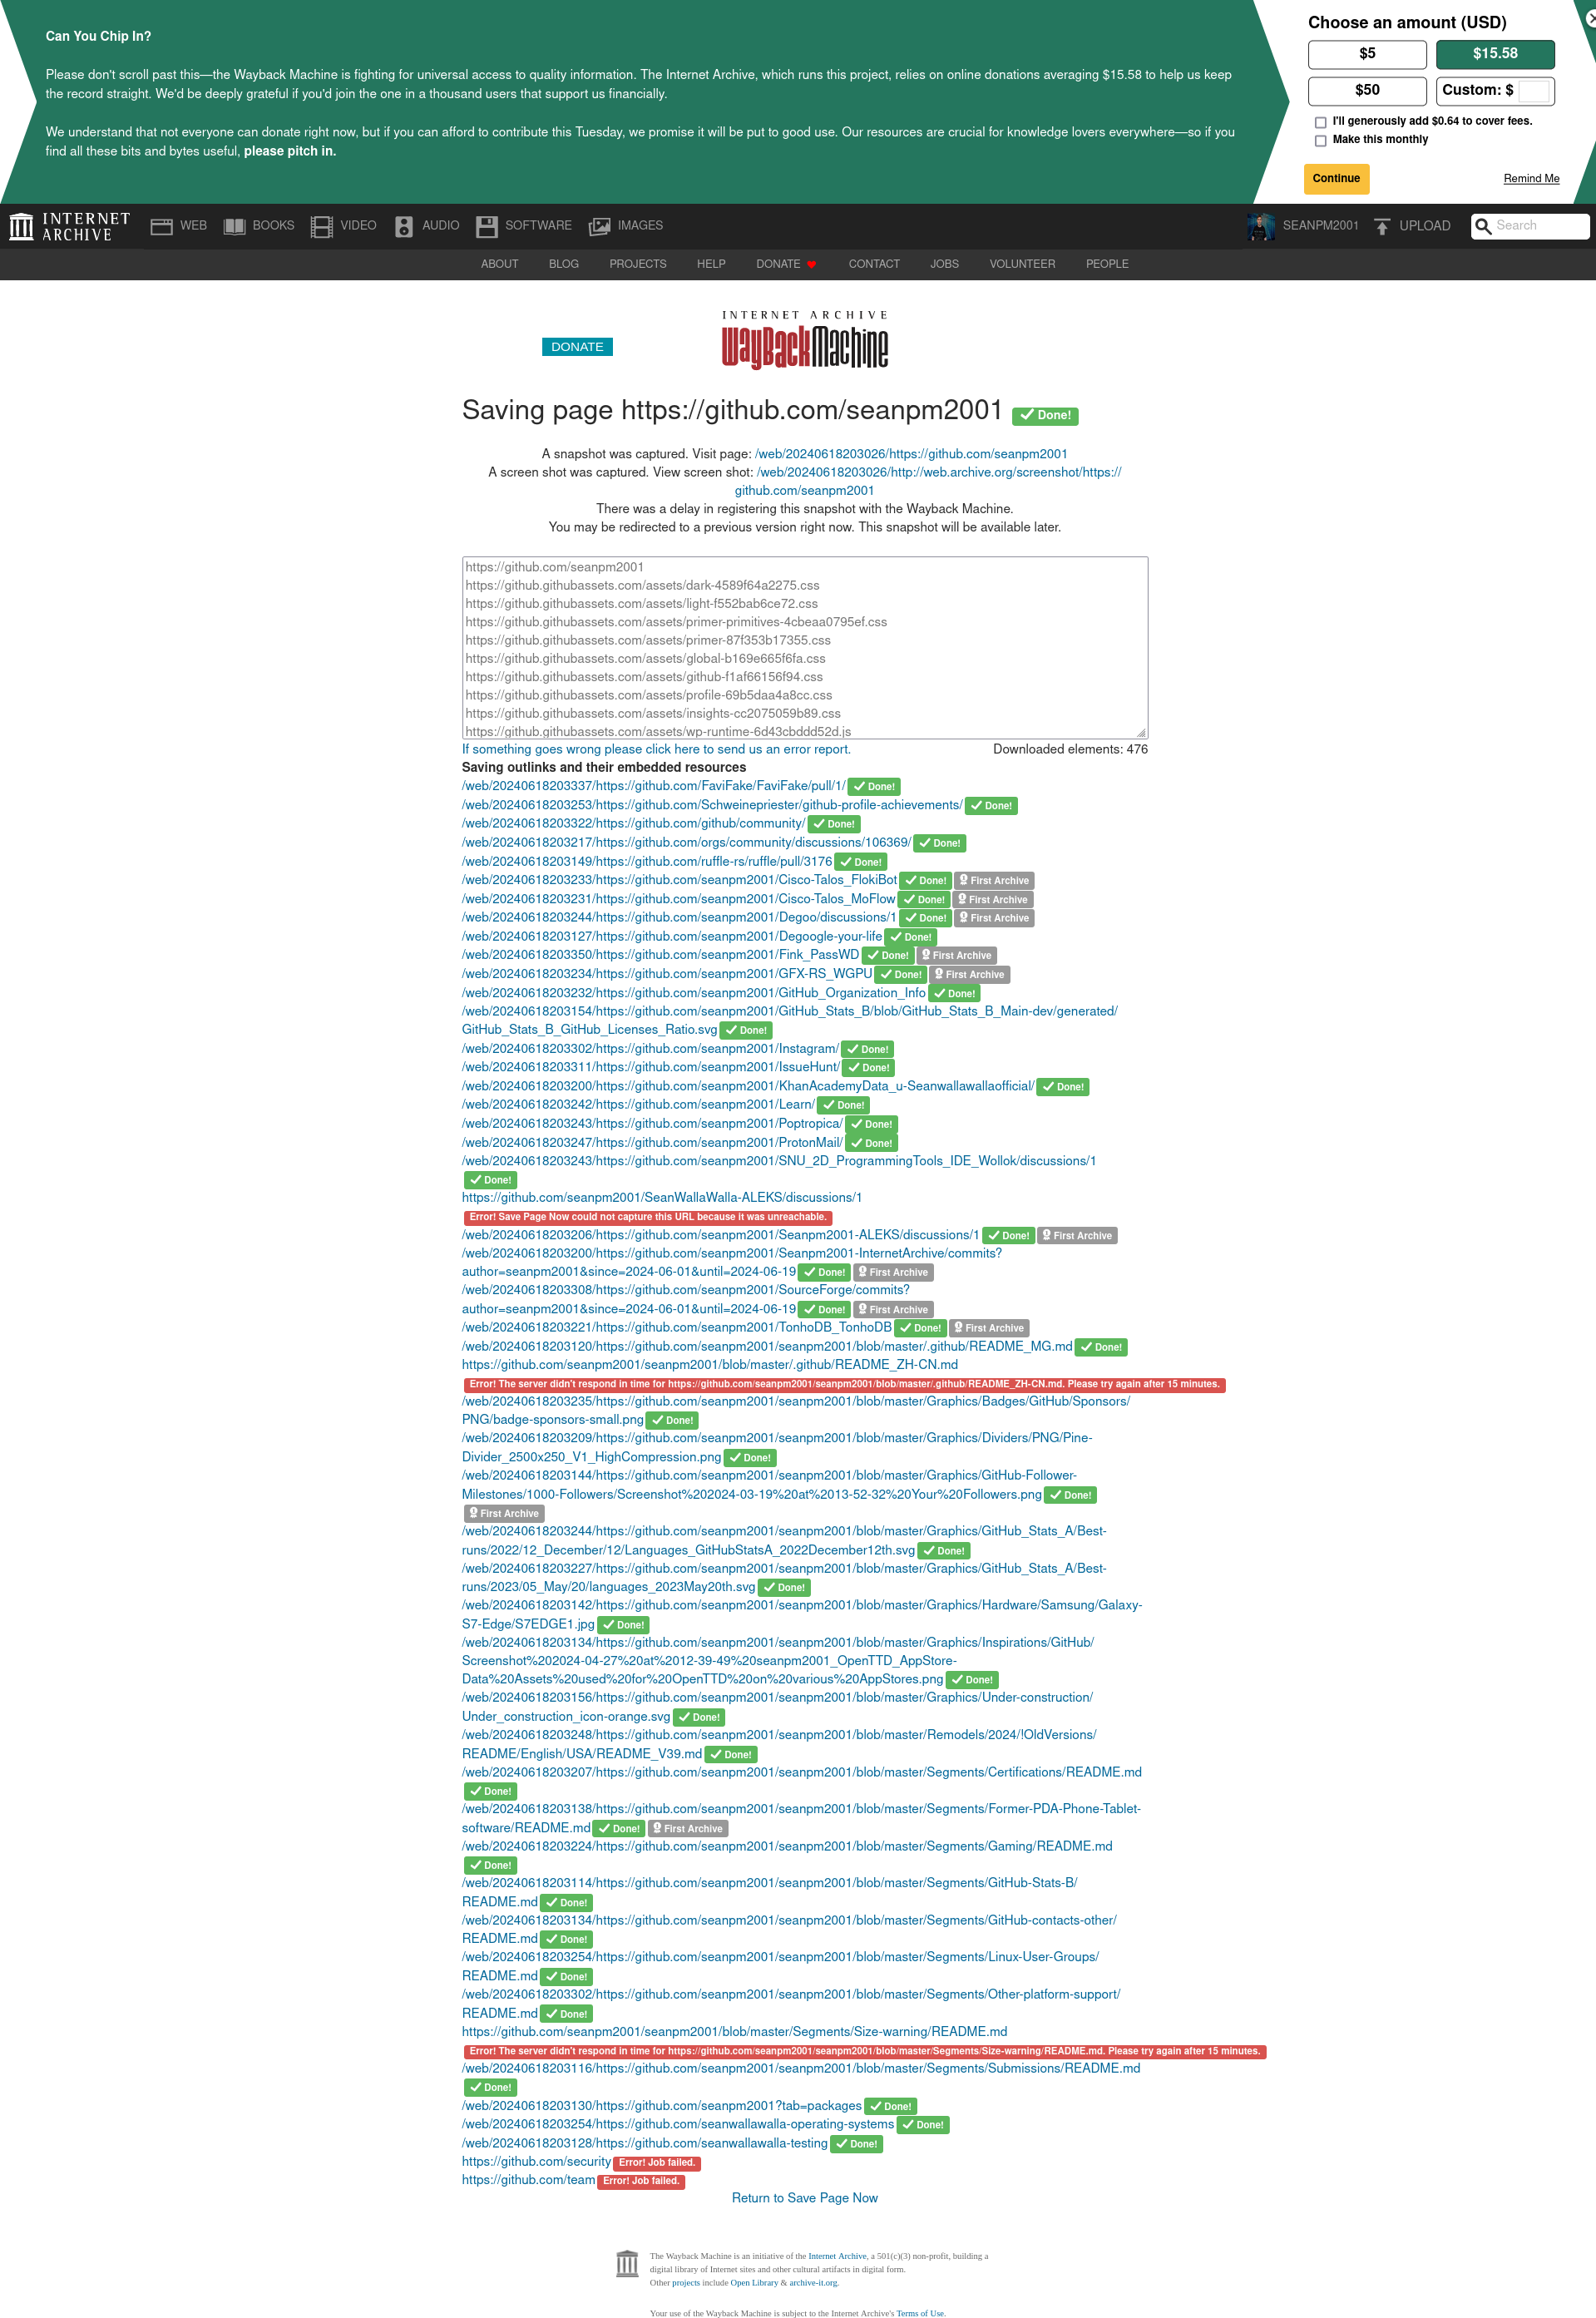 Can You Chip In?
Please don't scroll past this—the Wayback Machine is fighting for universal access to quality information. The Internet Archive, which runs this project, relies on online donations averaging $15.58 to help us keep
the record straight. We'd be deeply grateful if you'd join the one in a thousand users that support us financially.
We understand that not everyone can donate right now, but if you can afford to contribute this Tuesday, we promise it will be put to good use. Our resources are crucial for knowledge lovers everywhere—so if you
find all these bits and bytes useful, please pitch in.
Choose an amount (USD)
$5 $15.58
$50 Custom: $
I'll generously add $0.64 to cover fees.
Make this monthly
Continue Remind Me
INTERNET ARCHIVE WEB BOOKS VIDEO AUDIO SOFTWARE IMAGES SEANPM2001 UPLOAD Search
ABOUT BLOG PROJECTS HELP DONATE CONTACT JOBS VOLUNTEER PEOPLE
INTERNET ARCHIVE
WayBackMachine
DONATE
Saving page https://github.com/seanpm2001 Done!
A snapshot was captured. Visit page: /web/20240618203026/https://github.com/seanpm2001
A screen shot was captured. View screen shot: /web/20240618203026/http://web.archive.org/screenshot/https://
github.com/seanpm2001
There was a delay in registering this snapshot with the Wayback Machine.
You may be redirected to a previous version right now. This snapshot will be available later.
https://github.com/seanpm2001
https://github.githubassets.com/assets/dark-4589f64a2275.css
https://github.githubassets.com/assets/light-f552bab6ce72.css
https://github.githubassets.com/assets/primer-primitives-4cbeaa0795ef.css
https://github.githubassets.com/assets/primer-87f353b17355.css
https://github.githubassets.com/assets/global-b169e665f6fa.css
https://github.githubassets.com/assets/github-f1af66156f94.css
https://github.githubassets.com/assets/profile-69b5daa4a8cc.css
https://github.githubassets.com/assets/insights-cc2075059b89.css
https://github.githubassets.com/assets/wp-runtime-6d43cbddd52d.js
If something goes wrong please click here to send us an error report. Downloaded elements: 476
Saving outlinks and their embedded resources
/web/20240618203337/https://github.com/FaviFake/FaviFake/pull/1/ Done!
/web/20240618203253/https://github.com/Schweinepriester/github-profile-achievements/ Done!
/web/20240618203322/https://github.com/github/community/ Done!
/web/20240618203217/https://github.com/orgs/community/discussions/106369/ Done!
/web/20240618203149/https://github.com/ruffle-rs/ruffle/pull/3176 Done!
/web/20240618203233/https://github.com/seanpm2001/Cisco-Talos_FlokiBot Done! First Archive
/web/20240618203231/https://github.com/seanpm2001/Cisco-Talos_MoFlow Done! First Archive
/web/20240618203244/https://github.com/seanpm2001/Degoo/discussions/1 Done! First Archive
/web/20240618203127/https://github.com/seanpm2001/Degoogle-your-life Done!
/web/20240618203350/https://github.com/seanpm2001/Fink_PassWD Done! First Archive
/web/20240618203234/https://github.com/seanpm2001/GFX-RS_WGPU Done! First Archive
/web/20240618203232/https://github.com/seanpm2001/GitHub_Organization_Info Done!
/web/20240618203154/https://github.com/seanpm2001/GitHub_Stats_B/blob/GitHub_Stats_B_Main-dev/generated/
GitHub_Stats_B_GitHub_Licenses_Ratio.svg Done!
/web/20240618203302/https://github.com/seanpm2001/Instagram/ Done!
/web/20240618203311/https://github.com/seanpm2001/IssueHunt/ Done!
/web/20240618203200/https://github.com/seanpm2001/KhanAcademyData_u-Seanwallawallaofficial/ Done!
/web/20240618203242/https://github.com/seanpm2001/Learn/ Done!
/web/20240618203243/https://github.com/seanpm2001/Poptropica/ Done!
/web/20240618203247/https://github.com/seanpm2001/ProtonMail/ Done!
/web/20240618203243/https://github.com/seanpm2001/SNU_2D_ProgrammingTools_IDE_Wollok/discussions/1
Done!
https://github.com/seanpm2001/SeanWallaWalla-ALEKS/discussions/1
Error! Save Page Now could not capture this URL because it was unreachable.
/web/20240618203206/https://github.com/seanpm2001/Seanpm2001-ALEKS/discussions/1 Done! First Archive
/web/20240618203200/https://github.com/seanpm2001/Seanpm2001-InternetArchive/commits?
author=seanpm2001&since=2024-06-01&until=2024-06-19 Done! First Archive
/web/20240618203308/https://github.com/seanpm2001/SourceForge/commits?
author=seanpm2001&since=2024-06-01&until=2024-06-19 Done! First Archive
/web/20240618203221/https://github.com/seanpm2001/TonhoDB_TonhoDB Done! First Archive
/web/20240618203120/https://github.com/seanpm2001/seanpm2001/blob/master/.github/README_MG.md Done!
https://github.com/seanpm2001/seanpm2001/blob/master/.github/README_ZH-CN.md
Error! The server didn't respond in time for https://github.com/seanpm2001/seanpm2001/blob/master/.github/README_ZH-CN.md. Please try again after 15 minutes.
/web/20240618203235/https://github.com/seanpm2001/seanpm2001/blob/master/Graphics/Badges/GitHub/Sponsors/
PNG/badge-sponsors-small.png Done!
/web/20240618203209/https://github.com/seanpm2001/seanpm2001/blob/master/Graphics/Dividers/PNG/Pine-
Divider_2500x250_V1_HighCompression.png Done!
/web/20240618203144/https://github.com/seanpm2001/seanpm2001/blob/master/Graphics/GitHub-Follower-
Milestones/1000-Followers/Screenshot%202024-03-19%20at%2013-52-32%20Your%20Followers.png Done!
First Archive
/web/20240618203244/https://github.com/seanpm2001/seanpm2001/blob/master/Graphics/GitHub_Stats_A/Best-
runs/2022/12_December/12/Languages_GitHubStatsA_2022December12th.svg Done!
/web/20240618203227/https://github.com/seanpm2001/seanpm2001/blob/master/Graphics/GitHub_Stats_A/Best-
runs/2023/05_May/20/languages_2023May20th.svg Done!
/web/20240618203142/https://github.com/seanpm2001/seanpm2001/blob/master/Graphics/Hardware/Samsung/Galaxy-
S7-Edge/S7EDGE1.jpg Done!
/web/20240618203134/https://github.com/seanpm2001/seanpm2001/blob/master/Graphics/Inspirations/GitHub/
Screenshot%202024-04-27%20at%2012-39-49%20seanpm2001_OpenTTD_AppStore-
Data%20Assets%20used%20for%20OpenTTD%20on%20various%20AppStores.png Done!
/web/20240618203156/https://github.com/seanpm2001/seanpm2001/blob/master/Graphics/Under-construction/
Under_construction_icon-orange.svg Done!
/web/20240618203248/https://github.com/seanpm2001/seanpm2001/blob/master/Remodels/2024/!OldVersions/
README/English/USA/README_V39.md Done!
/web/20240618203207/https://github.com/seanpm2001/seanpm2001/blob/master/Segments/Certifications/README.md
Done!
/web/20240618203138/https://github.com/seanpm2001/seanpm2001/blob/master/Segments/Former-PDA-Phone-Tablet-
software/README.md Done! First Archive
/web/20240618203224/https://github.com/seanpm2001/seanpm2001/blob/master/Segments/Gaming/README.md
Done!
/web/20240618203114/https://github.com/seanpm2001/seanpm2001/blob/master/Segments/GitHub-Stats-B/
README.md Done!
/web/20240618203134/https://github.com/seanpm2001/seanpm2001/blob/master/Segments/GitHub-contacts-other/
README.md Done!
/web/20240618203254/https://github.com/seanpm2001/seanpm2001/blob/master/Segments/Linux-User-Groups/
README.md Done!
/web/20240618203302/https://github.com/seanpm2001/seanpm2001/blob/master/Segments/Other-platform-support/
README.md Done!
https://github.com/seanpm2001/seanpm2001/blob/master/Segments/Size-warning/README.md
Error! The server didn't respond in time for https://github.com/seanpm2001/seanpm2001/blob/master/Segments/Size-warning/README.md. Please try again after 15 minutes.
/web/20240618203116/https://github.com/seanpm2001/seanpm2001/blob/master/Segments/Submissions/README.md
Done!
/web/20240618203130/https://github.com/seanpm2001?tab=packages Done!
/web/20240618203254/https://github.com/seanwallawalla-operating-systems Done!
/web/20240618203128/https://github.com/seanwallawalla-testing Done!
https://github.com/security Error! Job failed.
https://github.com/team Error! Job failed.
Return to Save Page Now
The Wayback Machine is an initiative of the Internet Archive, a 501(c)(3) non-profit, building a
digital library of Internet sites and other cultural artifacts in digital form.
Other projects include Open Library & archive-it.org.
Your use of the Wayback Machine is subject to the Internet Archive's Terms of Use.